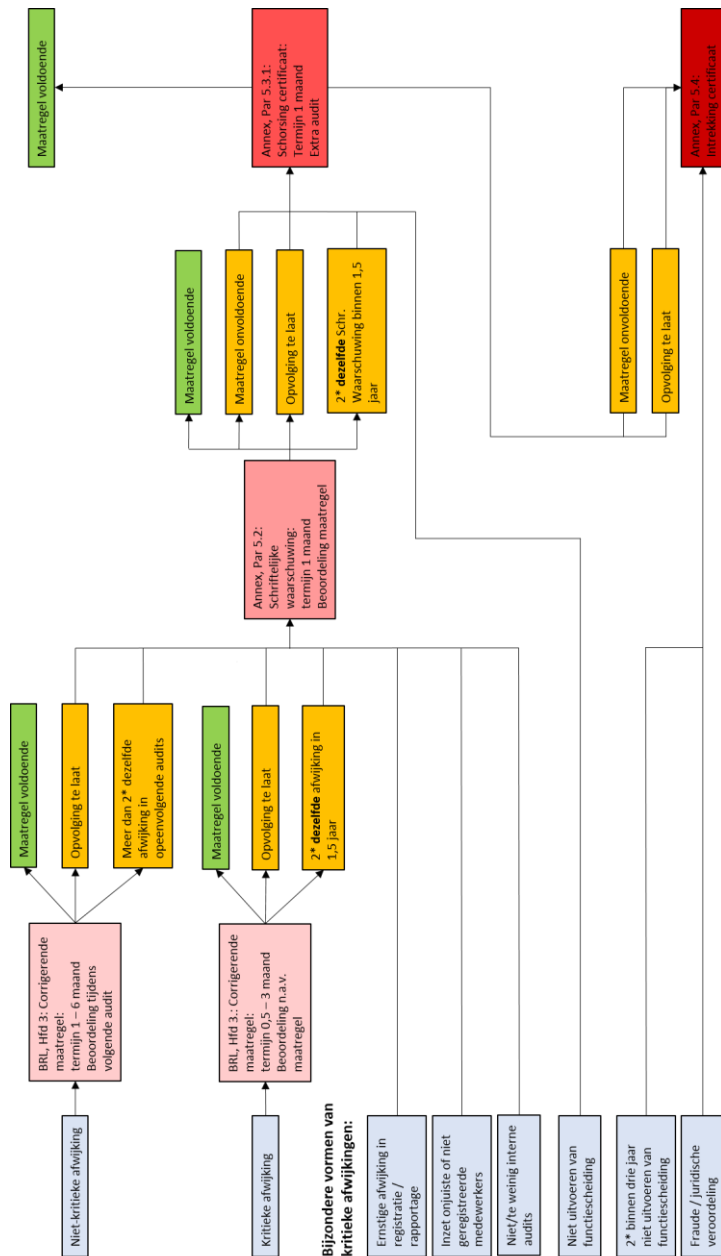 Niet-kritieke afwijking
BRL, Hfd 3: Corrigerende
maatregel:
termijn 1 – 6 maand
Beoordeling tijdens
volgende audit
Maatregel voldoende
Opvolging te laat
Meer dan 2* dezelfde
afwijking in
opeenvolgende audits
Kritieke afwijking
BRL, Hfd 3.: Corrigerende
maatregel:
termijn 0,5 – 3 maand
Beoordeling n.a.v.
maatregel
Maatregel voldoende
Opvolging te laat
2* dezelfde afwijking in
1,5 jaar
Bijzondere vormen van
kritieke afwijkingen:
Ernstige afwijking in
registratie /
rapportage
Inzet onjuiste of niet
geregistreerde
medewerkers
Niet/te weinig interne
audits
Niet uitvoeren van
functiescheiding
2* binnen drie jaar
niet uitvoeren van
functiescheiding
Fraude / juridische
veroordeling
Annex, Par 5.2:
Schriftelijke
waarschuwing:
termijn 1 maand
Beoordeling maatregel
Maatregel voldoende
Maatregel onvoldoende
Opvolging te laat
2* dezelfde Schr.
Waarschuwing binnen 1,5
jaar
Annex, Par 5.3.1:
Schorsing certificaat:
Termijn 1 maand
Extra audit
Maatregel voldoende
Maatregel onvoldoende
Opvolging te laat
Annex, Par 5.4:
Intrekking certificaat